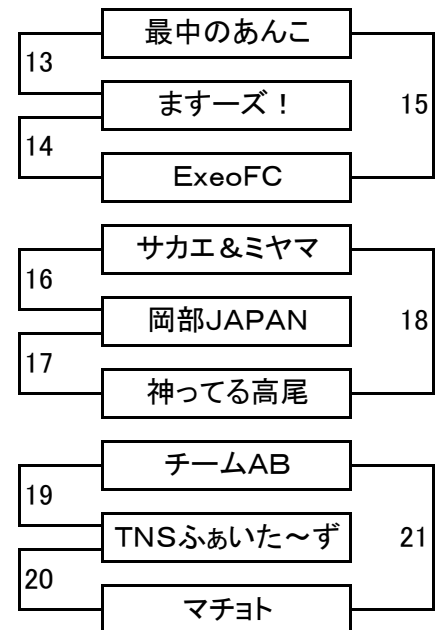 最中のあんこ
13
ますーズ！ 15
14
ExeoFC
サカエ＆ミヤマ
16
岡部JAPAN 18
17
神ってる高尾
チームAB
19
TNSふぁいた～ず 21
20
マチョト